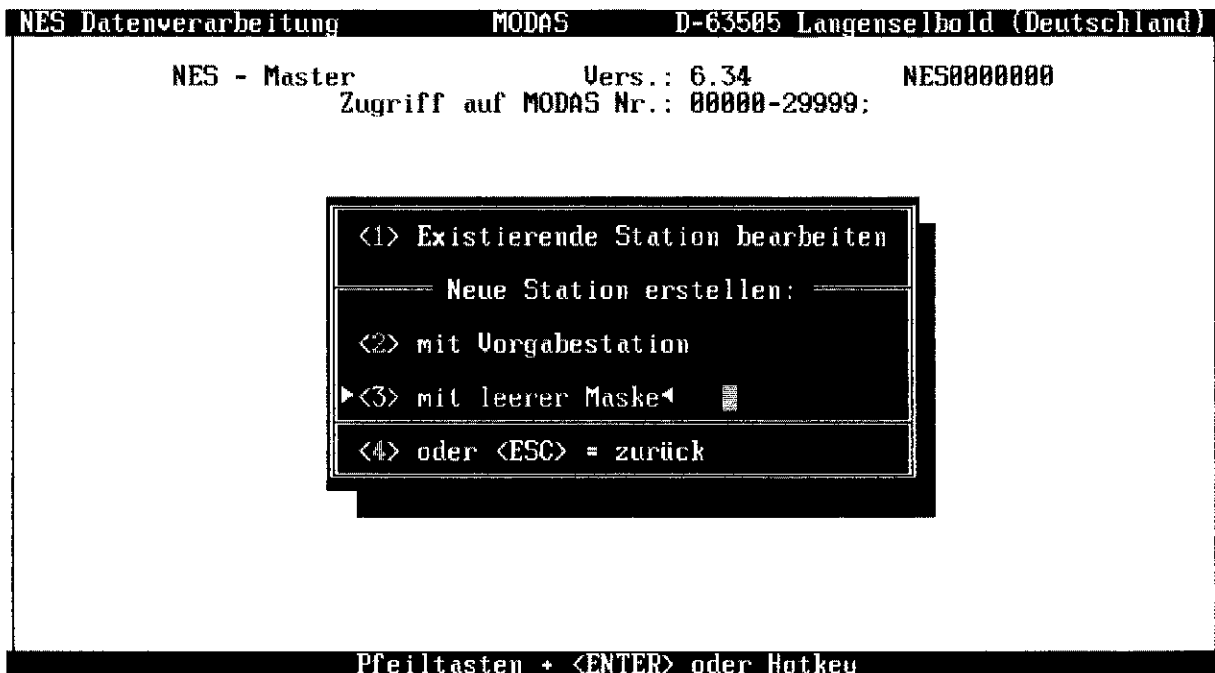 NES Datenverarbeitung MODAS D-63505 Langenselbold (Deutschland)
NES - Master Vers.: 6.34 NES0000000
Zugriff auf MODAS Nr.: 00000-29999;
<1> Existierende Station bearbeiten
Neue Station erstellen:
<2> mit Vorgabestation
<3> mit leerer Maske
<4> oder <ESC> = zurück
Pfeiltasten + <ENTER> oder Hotkey